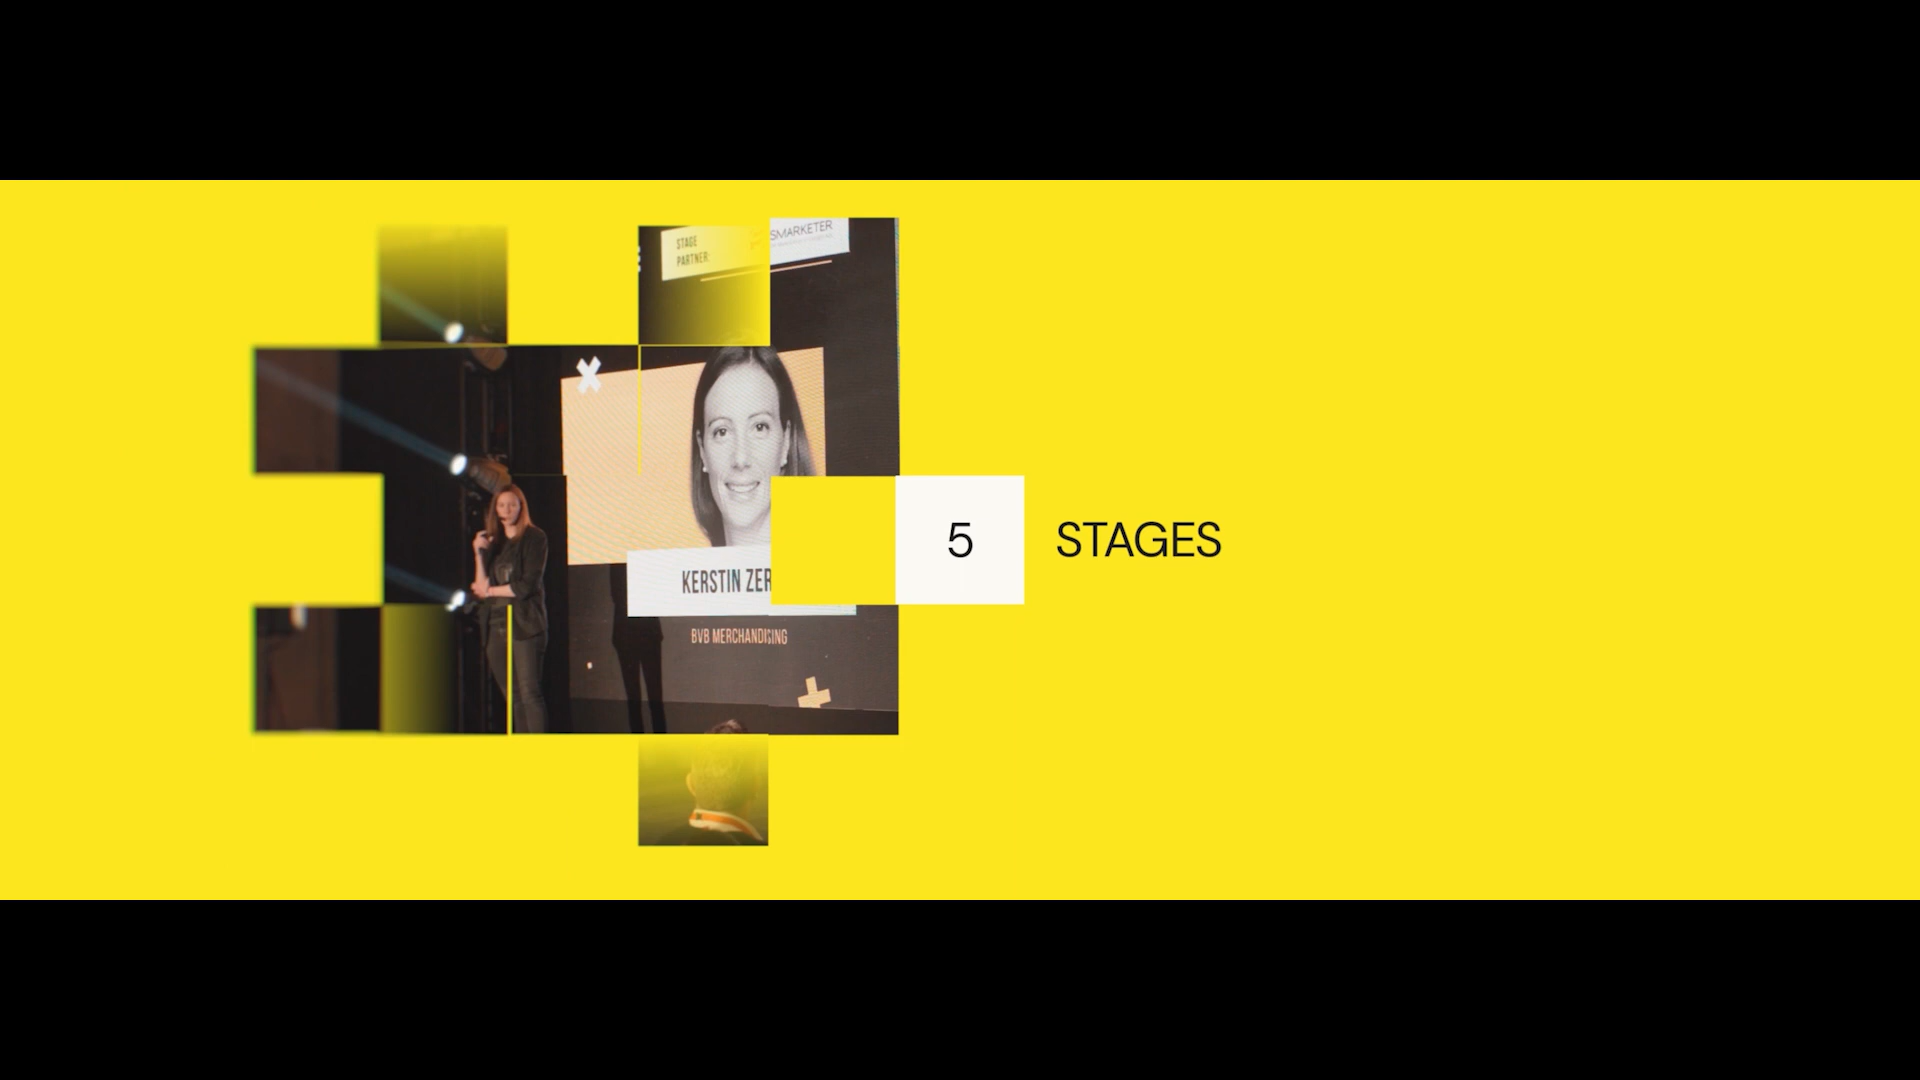 STAGE
PARTNER:
SMARKETER
KERSTIN ZER
BVB MERCHANDISING
5 STAGES